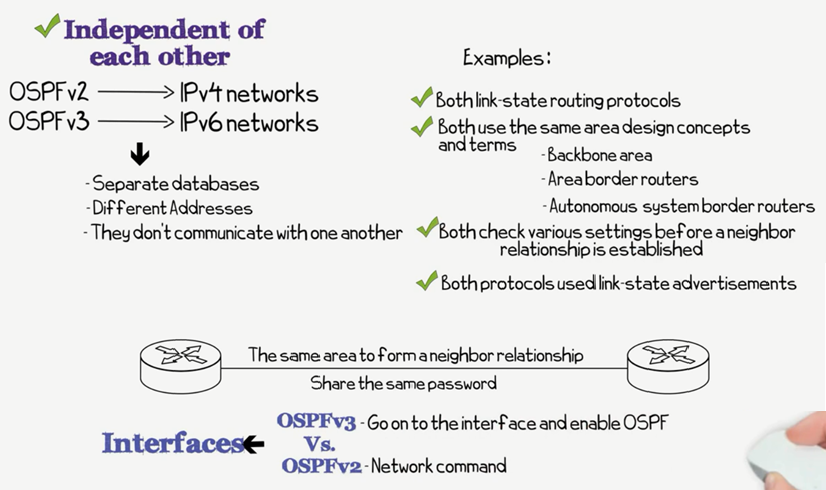 Independent of
each other
OSPFv2 → IPv4 networks
OSPFv3 → IPv6 networks
- Separate databases
- Different Addresses
- They don't communicate with one another
Examples:
Both link-state routing protocols
Both use the same area design concepts
and terms
- Backbone area
- Area border routers
- Autonomous system border routers
Both check various settings before a neighbor
relationship is established
Both protocols used link-state advertisements
The same area to form a neighbor relationship
Share the same password
Interfaces
OSPFv3 - Go on to the interface and enable OSPF
Vs.
OSPFv2 - Network command